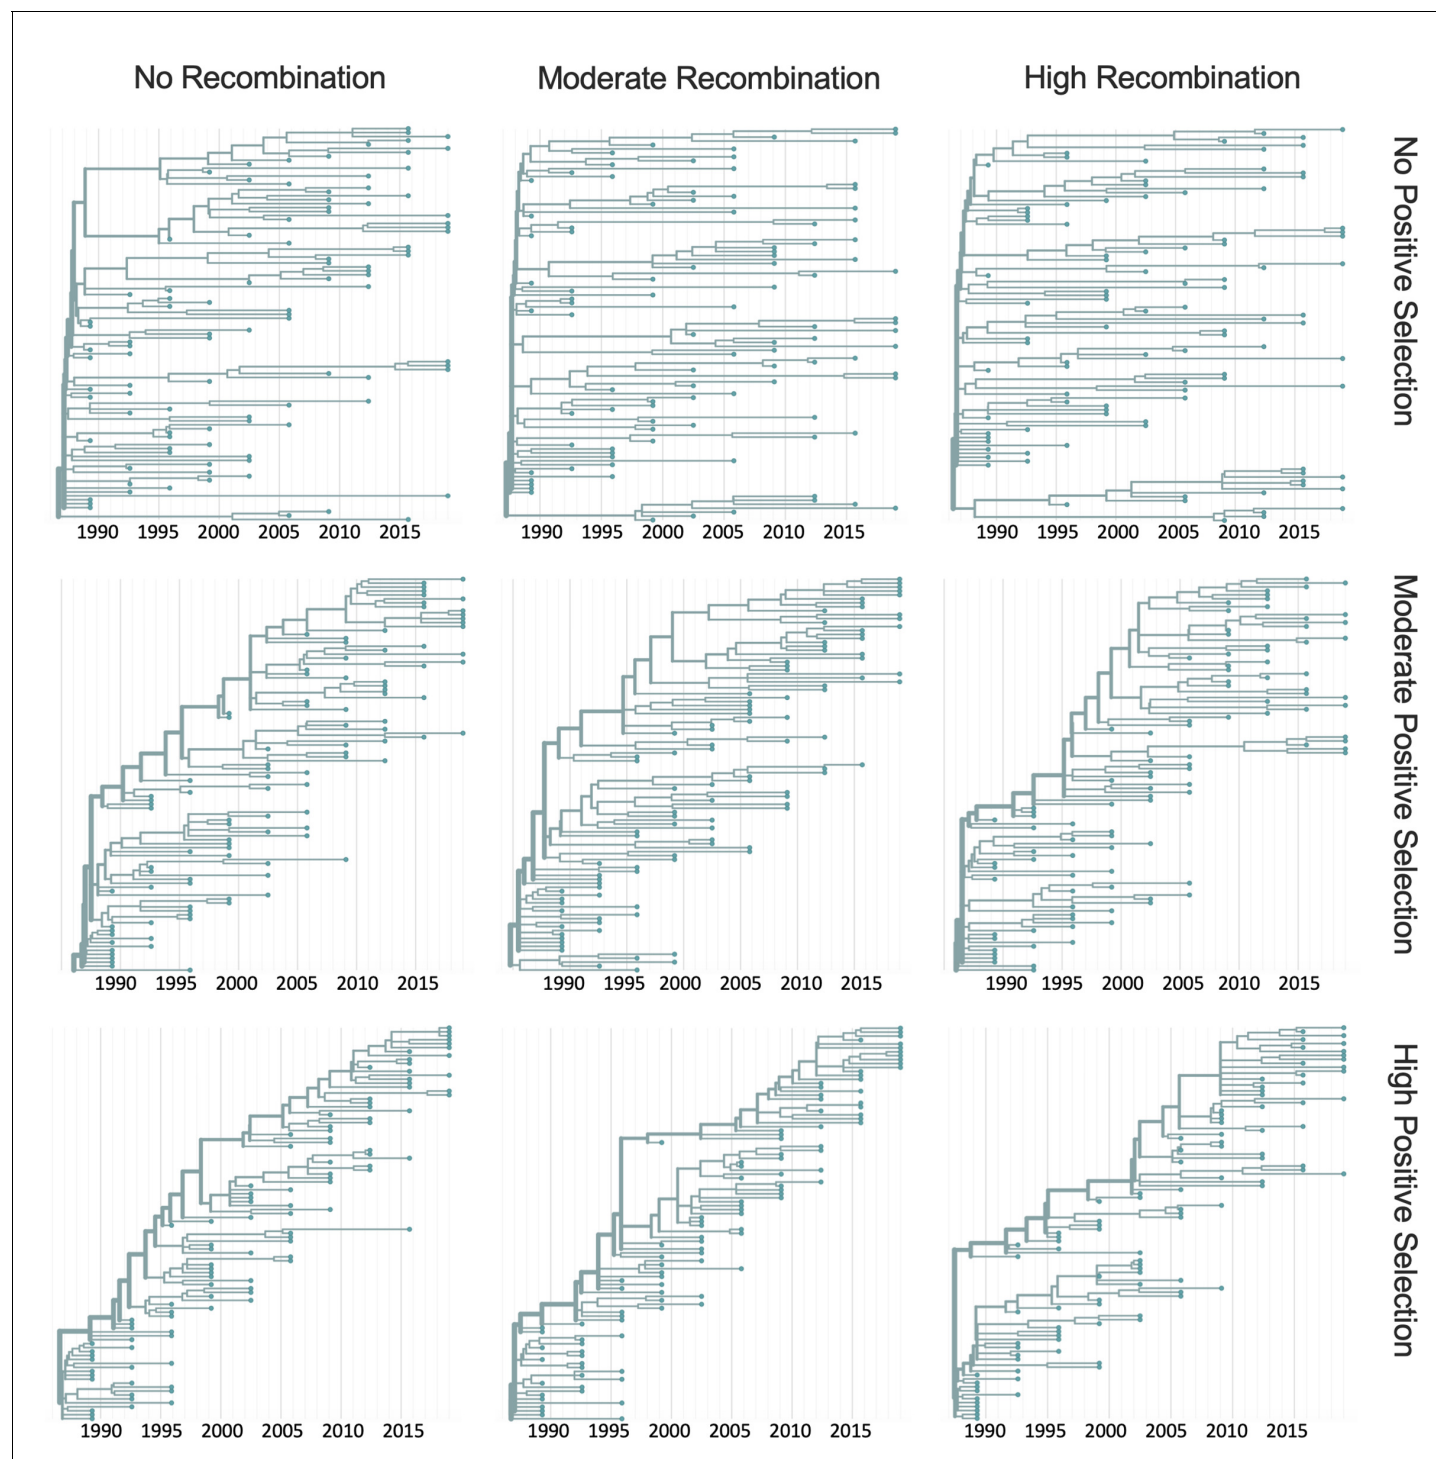 No Recombination Moderate Recombination High Recombination
No Positive Selection
1990 1995 2000 2005 2010 2015 1990 1995 2000 2005 2010 2015 1990 1995 2000 2005 2010 2015
Moderate Positive Selection
1990 1995 2000 2005 2010 2015 1990 1995 2000 2005 2010 2015 1990 1995 2000 2005 2010 2015
High Positive Selection
1990 1995 2000 2005 2010 2015 1990 1995 2000 2005 2010 2015 1990 1995 2000 2005 2010 2015